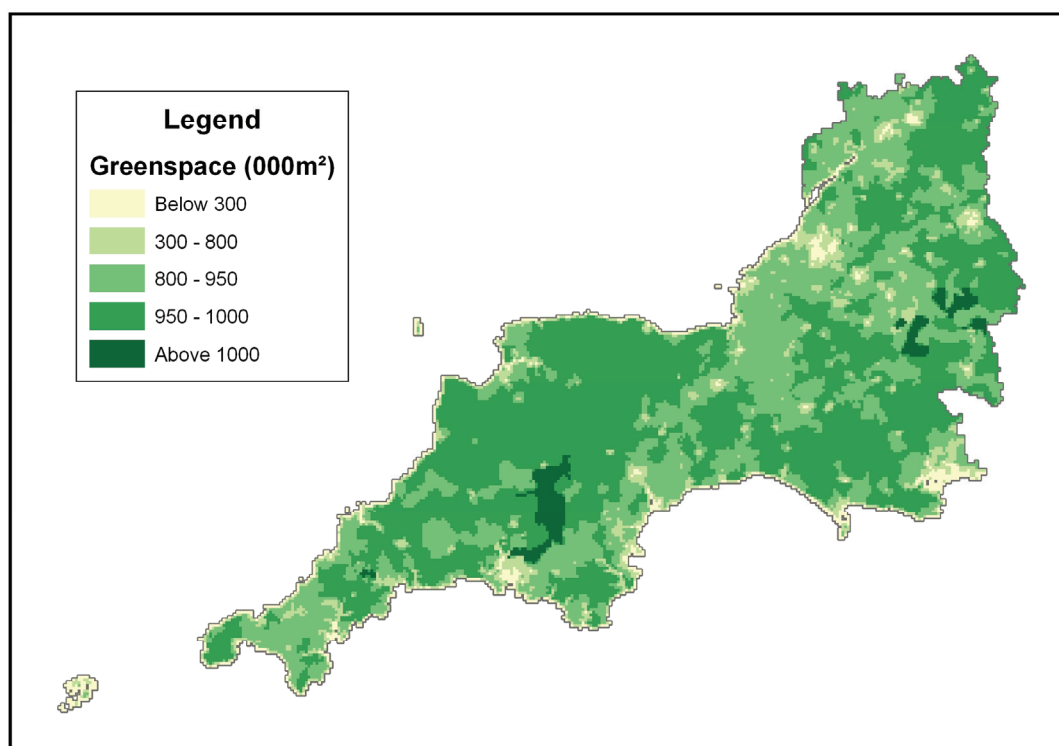 Legend
Greenspace (000m²)
Below 300
300 - 800
800 - 950
950 - 1000
Above 1000